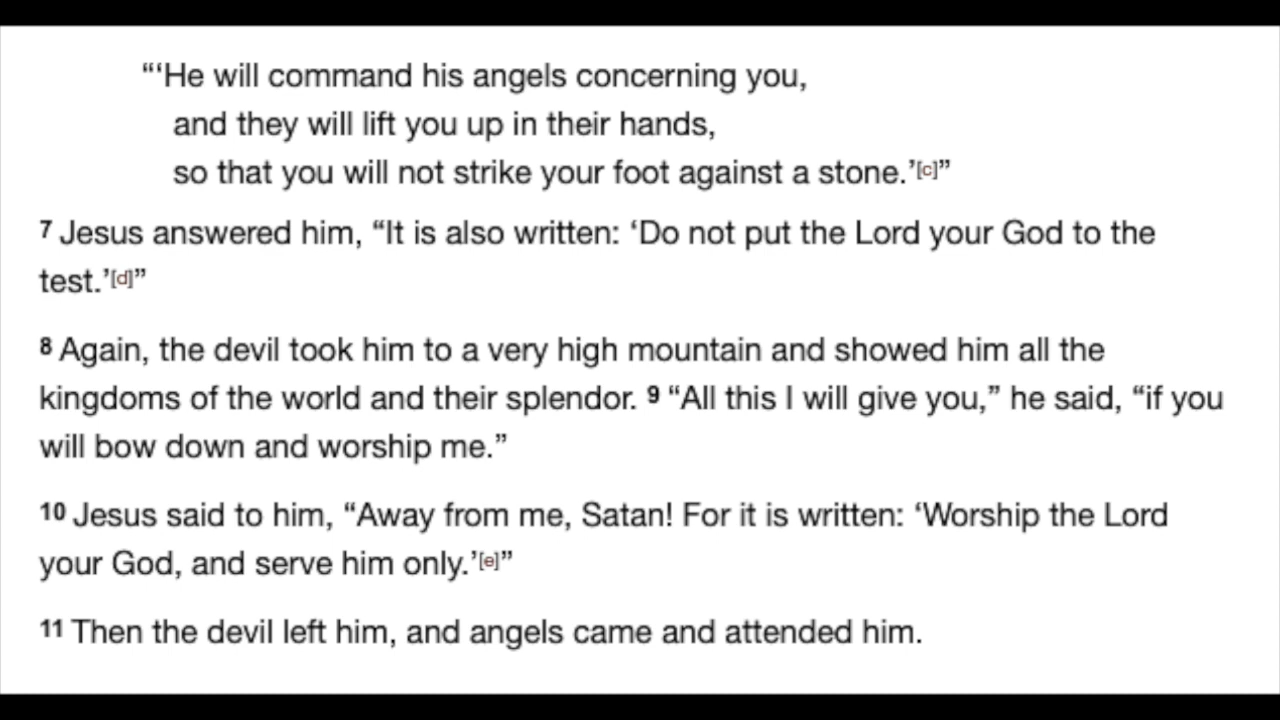 “‘He will command his angels concerning you,
and they will lift you up in their hands,
so that you will not strike your foot against a stone.’[c]”
7 Jesus answered him, “It is also written: ‘Do not put the Lord your God to the
test.’[d]”
8 Again, the devil took him to a very high mountain and showed him all the
kingdoms of the world and their splendor. 9 “All this I will give you,” he said, “if you
will bow down and worship me.”
10 Jesus said to him, “Away from me, Satan! For it is written: ‘Worship the Lord
your God, and serve him only.’[e]”
11 Then the devil left him, and angels came and attended him.